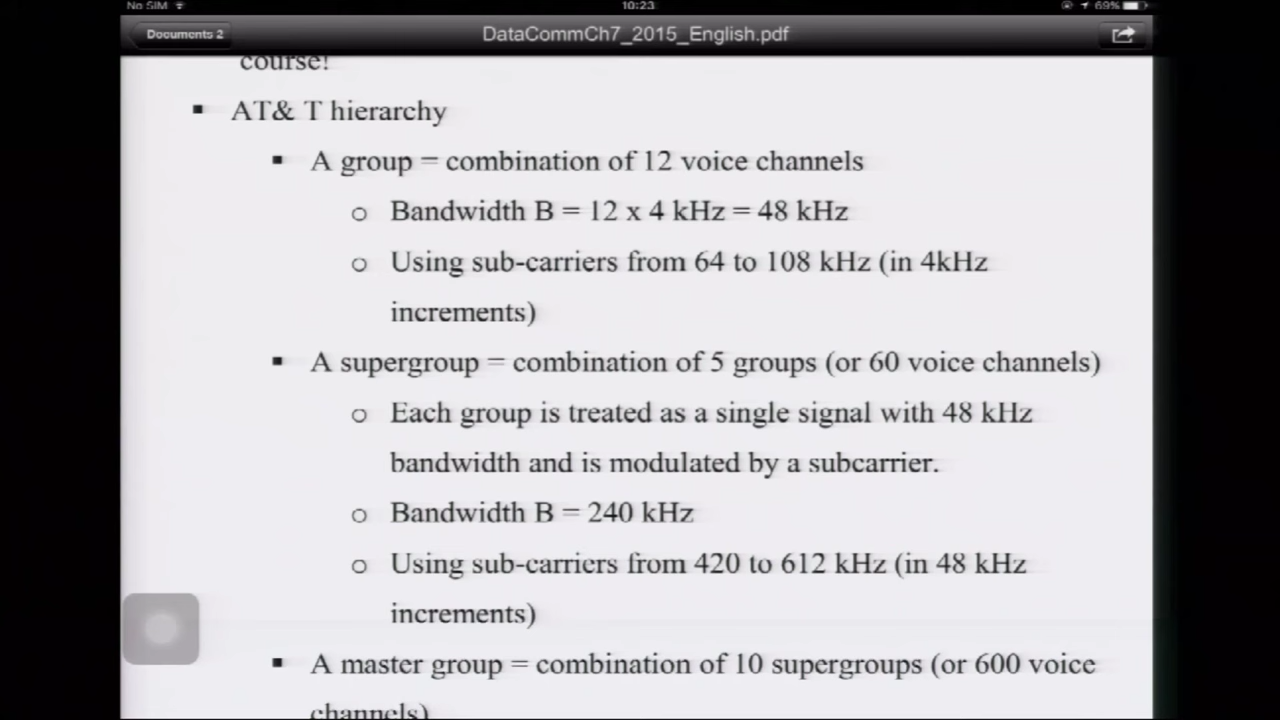 No SIM 10:23 69%
Documents 2 DataCommCh7_2015_English.pdf
course!
▪ AT& T hierarchy
▪ A group = combination of 12 voice channels
o Bandwidth B = 12 x 4 kHz = 48 kHz
o Using sub-carriers from 64 to 108 kHz (in 4kHz
increments)
▪ A supergroup = combination of 5 groups (or 60 voice channels)
o Each group is treated as a single signal with 48 kHz
bandwidth and is modulated by a subcarrier.
o Bandwidth B = 240 kHz
o Using sub-carriers from 420 to 612 kHz (in 48 kHz
increments)
▪ A master group = combination of 10 supergroups (or 600 voice
channels)